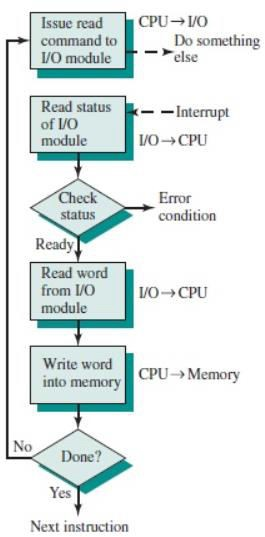 Issue read
command to
I/O module
CPU→I/O
Do something
else
Read status
of I/O
module
Interrupt
I/O→CPU
Check
status
Error
condition
Ready
Read word
from I/O
module
I/O→CPU
Write word
into memory
CPU→Memory
No
Done?
Yes
Next instruction